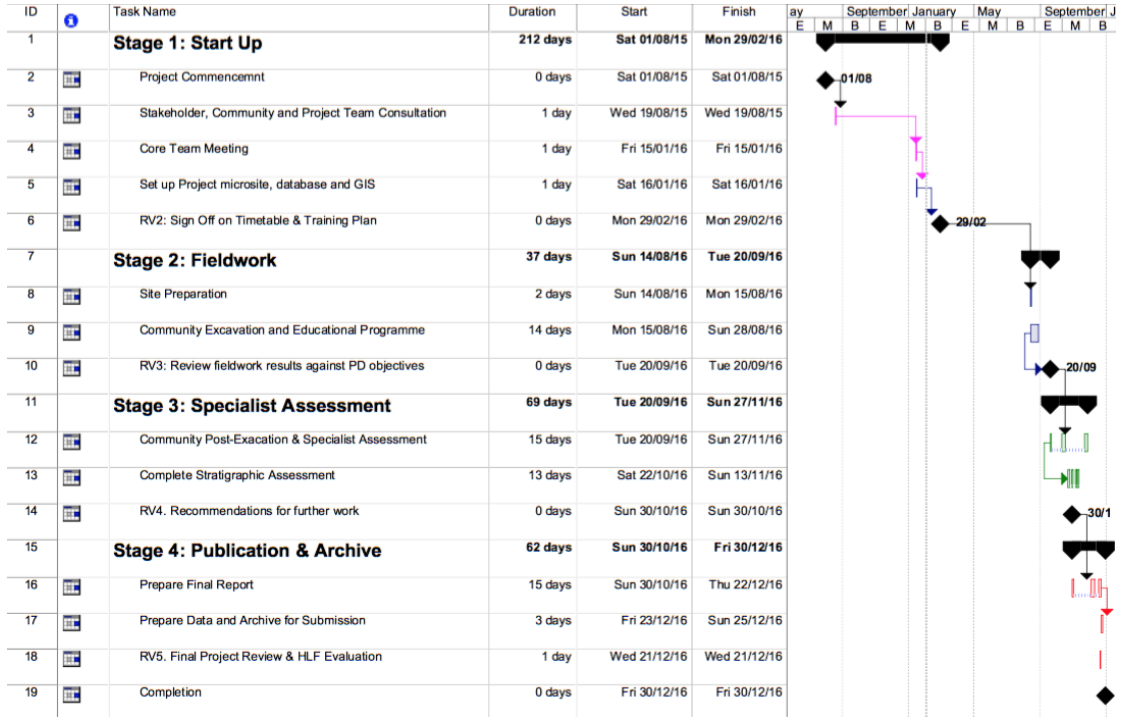 ID Task Name Duration Start Finish ay September January May September J
E M B E M B E M B E M B
1 Stage 1: Start Up 212 days Sat 01/08/15 Mon 29/02/16
2 Project Commencemnt 0 days Sat 01/08/15 Sat 01/08/15 01/08
3 Stakeholder, Community and Project Team Consultation 1 day Wed 19/08/15 Wed 19/08/15
4 Core Team Meeting 1 day Fri 15/01/16 Fri 15/01/16
5 Set up Project microsite, database and GIS 1 day Sat 16/01/16 Sat 16/01/16
6 RV2: Sign Off on Timetable & Training Plan 0 days Mon 29/02/16 Mon 29/02/16 29/02
7 Stage 2: Fieldwork 37 days Sun 14/08/16 Tue 20/09/16
8 Site Preparation 2 days Sun 14/08/16 Mon 15/08/16
9 Community Excavation and Educational Programme 14 days Mon 15/08/16 Sun 28/08/16
10 RV3: Review fieldwork results against PD objectives 0 days Tue 20/09/16 Tue 20/09/16 20/09
11 Stage 3: Specialist Assessment 69 days Tue 20/09/16 Sun 27/11/16
12 Community Post-Exacation & Specialist Assessment 15 days Tue 20/09/16 Sun 27/11/16
13 Complete Stratigraphic Assessment 13 days Sat 22/10/16 Sun 13/11/16
14 RV4. Recommendations for further work 0 days Sun 30/10/16 Sun 30/10/16 30/1
15 Stage 4: Publication & Archive 62 days Sun 30/10/16 Fri 30/12/16
16 Prepare Final Report 15 days Sun 30/10/16 Thu 22/12/16
17 Prepare Data and Archive for Submission 3 days Fri 23/12/16 Sun 25/12/16
18 RV5. Final Project Review & HLF Evaluation 1 day Wed 21/12/16 Wed 21/12/16
19 Completion 0 days Fri 30/12/16 Fri 30/12/16